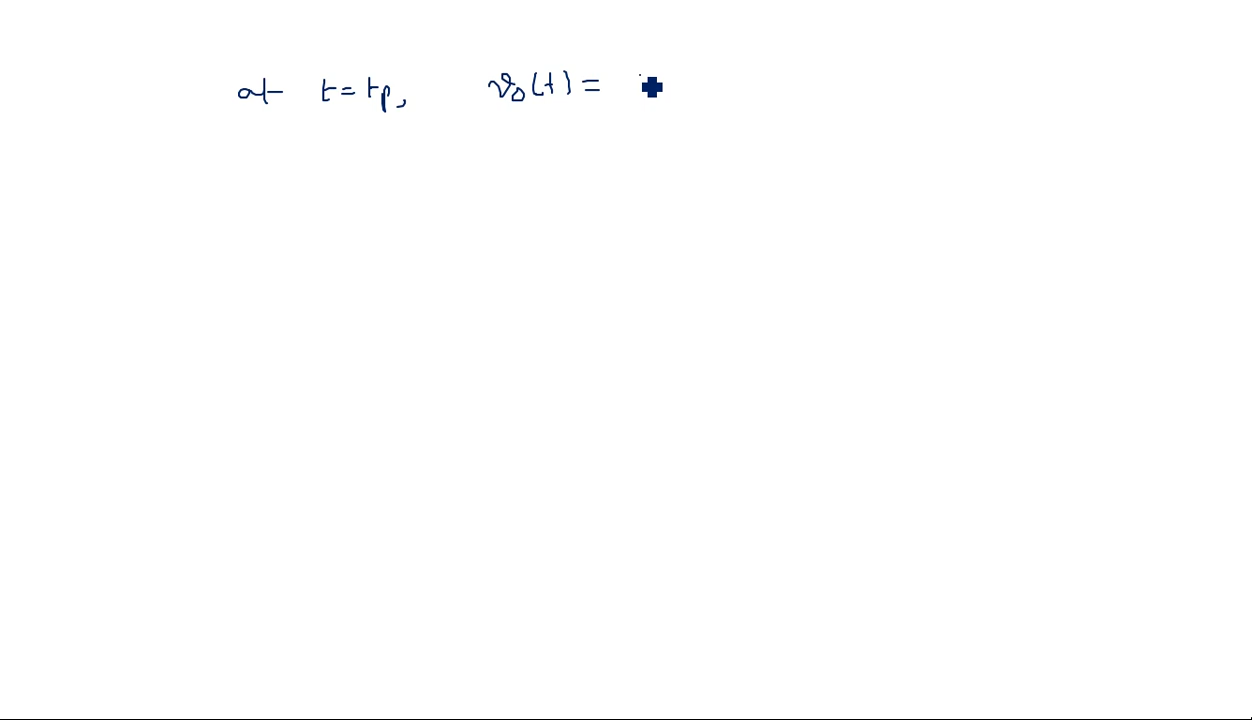 at t = tp, v₀(t) =